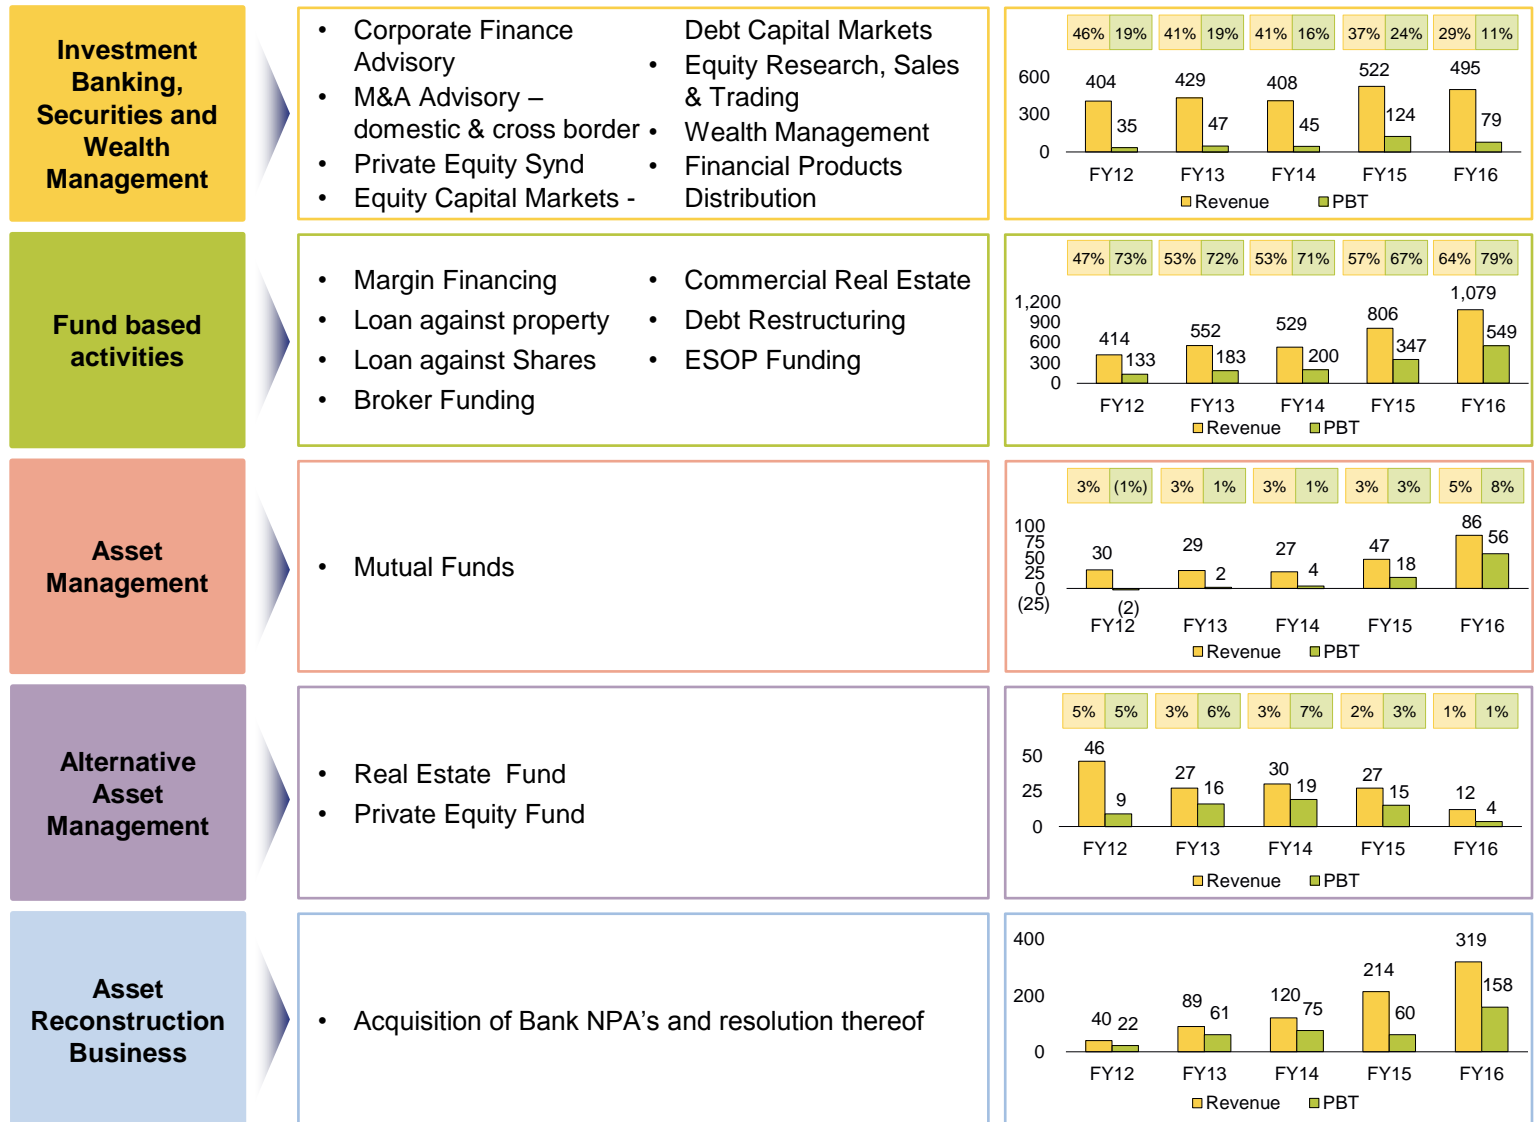 Investment
Banking,
Securities and
Wealth
Management
• Corporate Finance
Advisory
• M&A Advisory –
domestic & cross border
• Private Equity Synd
• Equity Capital Markets -
Debt Capital Markets
• Equity Research, Sales
& Trading
• Wealth Management
• Financial Products
Distribution
46% 19% 41% 19% 41% 16% 37% 24% 29% 11%
600
300
0
404 35 429 47 408 45 522 124 495 79
FY12 FY13 FY14 FY15 FY16
Revenue PBT
Fund based
activities
• Margin Financing
• Loan against property
• Loan against Shares
• Broker Funding
• Commercial Real Estate
• Debt Restructuring
• ESOP Funding
47% 73% 53% 72% 53% 71% 57% 67% 64% 79%
1,200
900
600
300
0
414 133 552 183 529 200 806 347 1,079 549
FY12 FY13 FY14 FY15 FY16
Revenue PBT
Asset
Management
• Mutual Funds
3% (1%) 3% 1% 3% 1% 3% 3% 5% 8%
100
75
50
25
0
(25)
30 (2) 29 2 27 4 47 18 86 56
FY12 FY13 FY14 FY15 FY16
Revenue PBT
Alternative
Asset
Management
• Real Estate Fund
• Private Equity Fund
5% 5% 3% 6% 3% 7% 2% 3% 1% 1%
50
25
0
46 9 27 16 30 19 27 15 12 4
FY12 FY13 FY14 FY15 FY16
Revenue PBT
Asset
Reconstruction
Business
• Acquisition of Bank NPA’s and resolution thereof
400
200
0
40 22 89 61 120 75 214 60 319 158
FY12 FY13 FY14 FY15 FY16
Revenue PBT